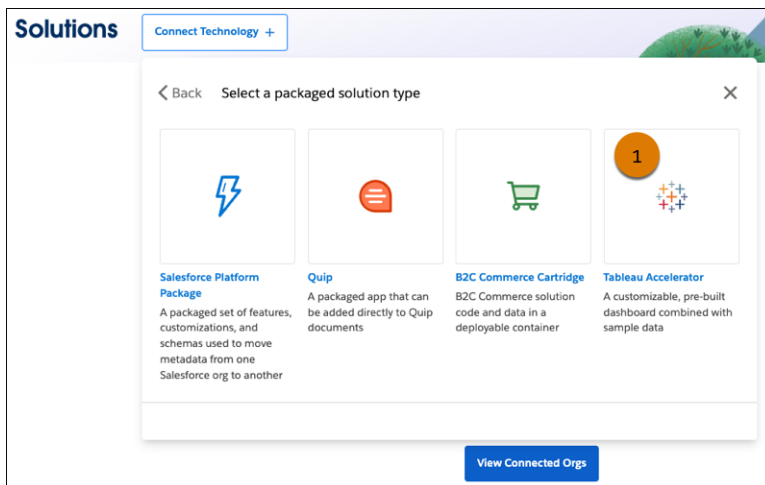 Solutions
Connect Technology +
Back Select a packaged solution type
1
Salesforce Platform
Package
A packaged set of features,
customizations, and
schemas used to move
metadata from one
Salesforce org to another
Quip
A packaged app that can
be added directly to Quip
documents
B2C Commerce Cartridge
B2C Commerce solution
code and data in a
deployable container
Tableau Accelerator
A customizable, pre-built
dashboard combined with
sample data
View Connected Orgs